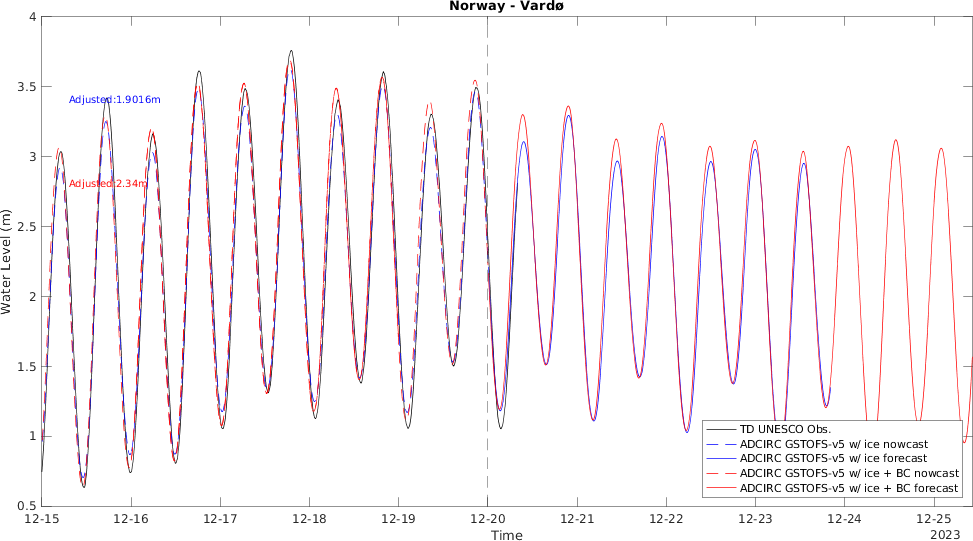 Norway - Vardø
4
3.5
3
2.5
2
1.5
1
0.5
Water Level (m)
Adjusted:1.9016m
Adjusted:2.34m
TD UNESCO Obs.
ADCIRC GSTOFS-v5 w/ ice nowcast
ADCIRC GSTOFS-v5 w/ ice forecast
ADCIRC GSTOFS-v5 w/ ice + BC nowcast
ADCIRC GSTOFS-v5 w/ ice + BC forecast
12-15 12-16 12-17 12-18 12-19 12-20 12-21 12-22 12-23 12-24 12-25
Time
2023